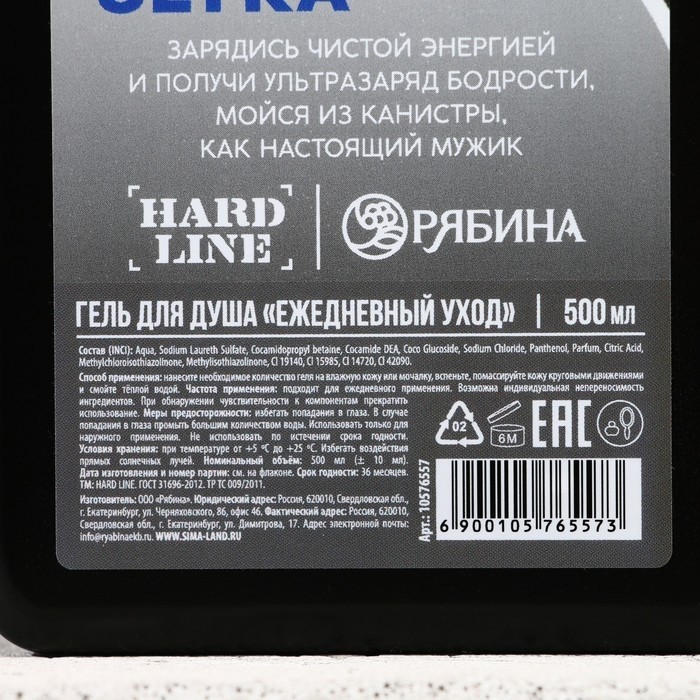 ЗАРЯДИСЬ ЧИСТОЙ ЭНЕРГИЕЙ
И ПОЛУЧИ УЛЬТРАЗАРЯД БОДРОСТИ,
МОЙСЯ ИЗ КАНИСТРЫ,
КАК НАСТОЯЩИЙ МУЖИК
HARD
LINE
РЯБИНА
ГЕЛЬ ДЛЯ ДУША «ЕЖЕДНЕВНЫЙ УХОД» | 500 мл
Состав (INCI): Aqua, Sodium Laureth Sulfate, Cocamidopropyl betaine, Cocamide DEA, Coco Glucoside, Sodium Chloride, Panthenol, Parfum, Citric Acid,
Methylchloroisothiazolinone, Methylisothiazolinone, CI 19140, CI 15985, CI 14720, CI 42090.
Способ применения: нанесите необходимое количество геля на влажную кожу или мочалку, вспеньте, помассируйте кожу круговыми движениями
и смойте тёплой водой. Частота применения: подходит для ежедневного применения. Возможна индивидуальная непереносимость
ингредиентов. При обнаружении чувствительности к компонентам прекратите
использование. Меры предосторожности: избегать попадания в глаза. В случае
попадания в глаза промыть большим количеством воды. Использовать только для
наружного применения. Не использовать по истечении срока годности.
Условия хранения: при температуре от +5 °С до +25 °С. Избегать воздействия
прямых солнечных лучей. Номинальный объём: 500 мл (± 10 мл).
Дата изготовления и номер партии: см. на флаконе. Срок годности: 36 месяцев.
ТМ: HARD LINE. ГОСТ 31696-2012. ТР ТС 009/2011.
Изготовитель: ООО «Рябина». Юридический адрес: Россия, 620010, Свердловская обл.,
г. Екатеринбург, ул. Черняховского, 86, офис 46. Фактический адрес: Россия, 620010,
Свердловская обл., г. Екатеринбург, ул. Димитрова, 17. Адрес электронной почты:
info@ryabinaekb.ru. WWW.SIMA-LAND.RU
02
6M
EAC
Арт.: 10576557
6 900105 765573